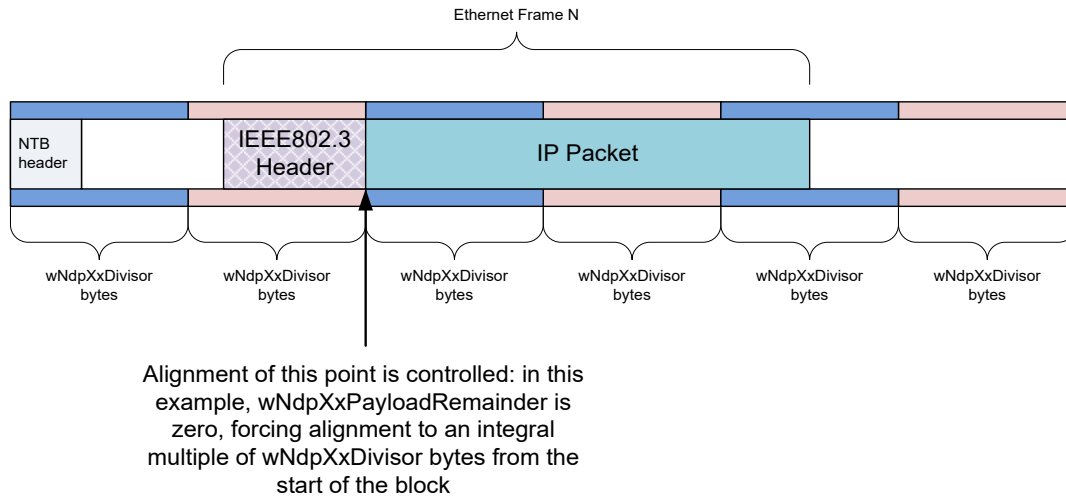 Ethernet Frame N
NTB
header
IEEE802.3
Header
IP Packet
wNdpXxDivisor
bytes
wNdpXxDivisor
bytes
wNdpXxDivisor
bytes
wNdpXxDivisor
bytes
wNdpXxDivisor
bytes
wNdpXxDivisor
bytes
Alignment of this point is controlled: in this
example, wNdpXxPayloadRemainder is
zero, forcing alignment to an integral
multiple of wNdpXxDivisor bytes from the
start of the block